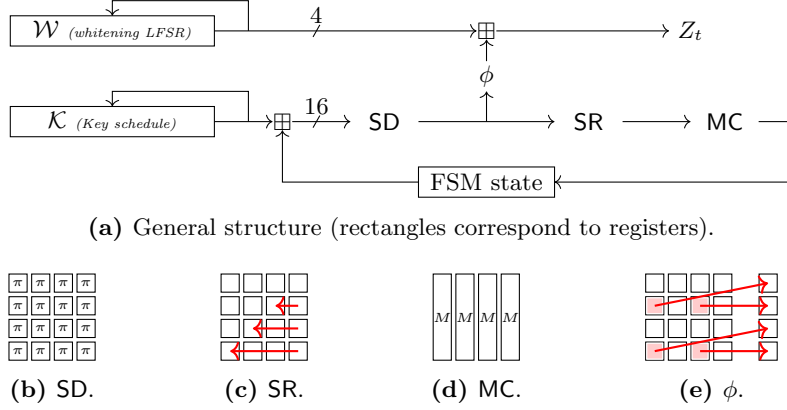 4
𝒲 (whitening LFSR) ⊞ Z_t
ϕ
16
𝒦 (Key schedule) ⊞ SD SR MC
FSM state
(a) General structure (rectangles correspond to registers).
π π π π
π π π π
π π π π
π π π π
M M M M
(b) SD. (c) SR. (d) MC. (e) ϕ.